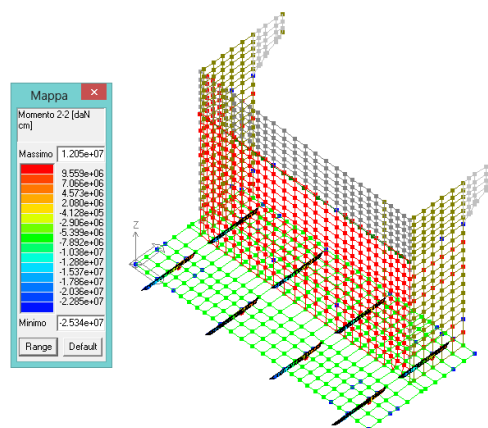 Mappa
Momento 2-2 [daN
cm]
Massimo 1.205e+07
9.559e+06
7.066e+06
4.573e+06
2.080e+06
-4.128e+05
-2.906e+06
-5.399e+06
-7.892e+06
-1.038e+07
-1.288e+07
-1.537e+07
-1.786e+07
-2.036e+07
-2.285e+07
Minimo -2.534e+07
Range Default
Z